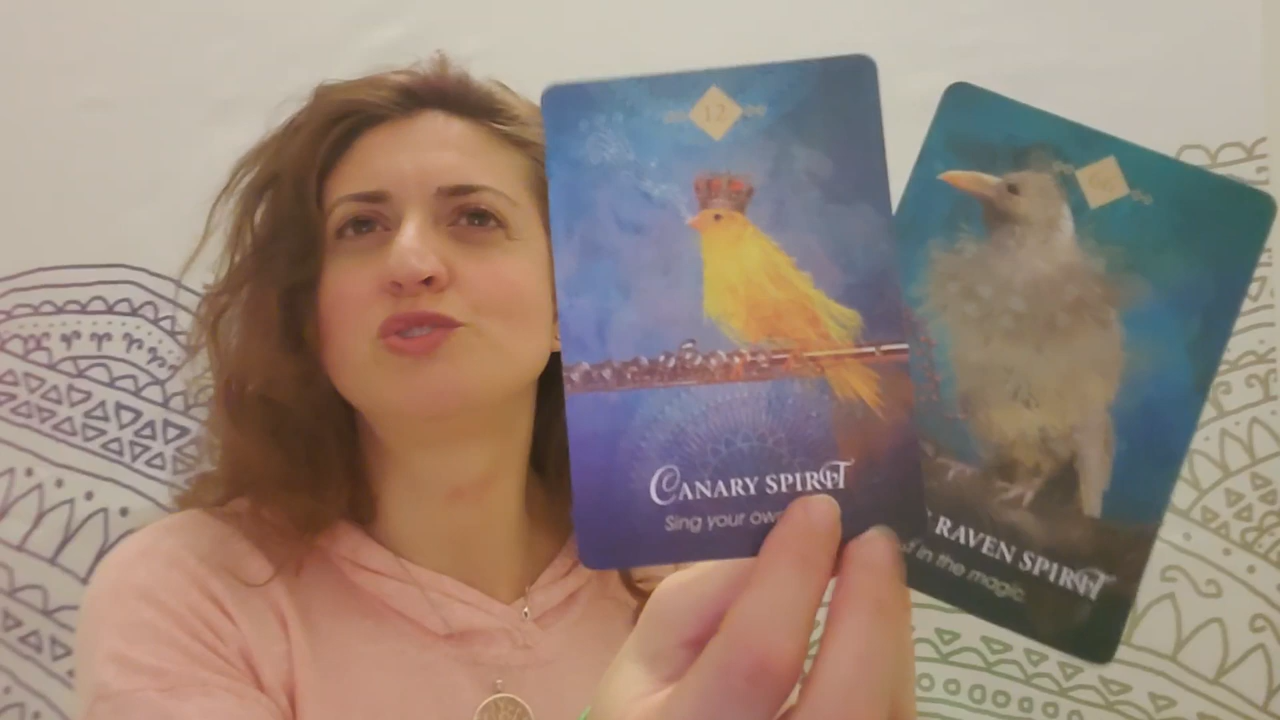 12
CANARY SPIRIT
Sing your own
RAVEN SPIRIT
in the magic.